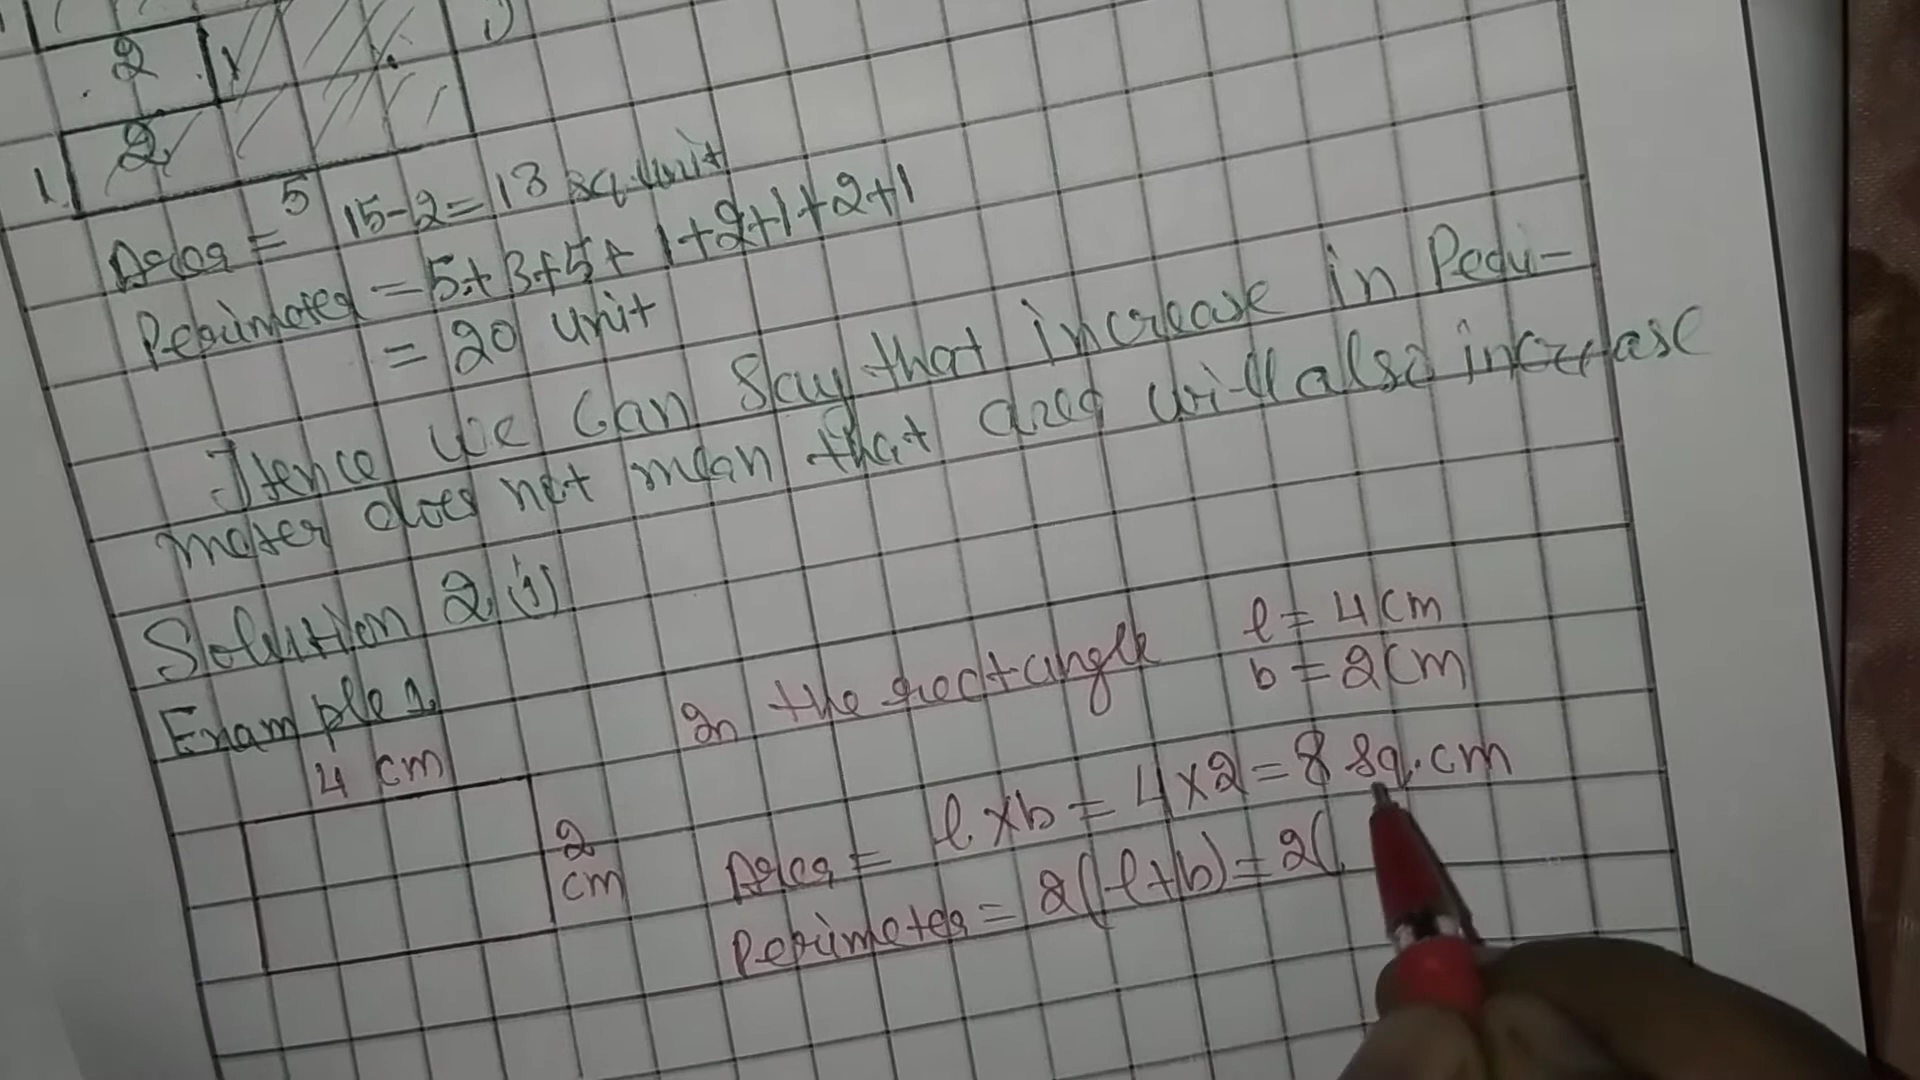 2
1
2
1
5
Area = 15-2=13 sq.unit
Perimeter = 5+3+5+1+2+1+2+1
= 20 unit
Hence we can say that increase in Peri-
meter does not mean that area will also increase
Solution 2.(i)
Example 1.
4 cm
2
cm
In the rectangle
l = 4 cm
b = 2 cm
Area = l × b = 4 × 2 = 8 sq.cm
Perimeter = 2(l+b) = 2(